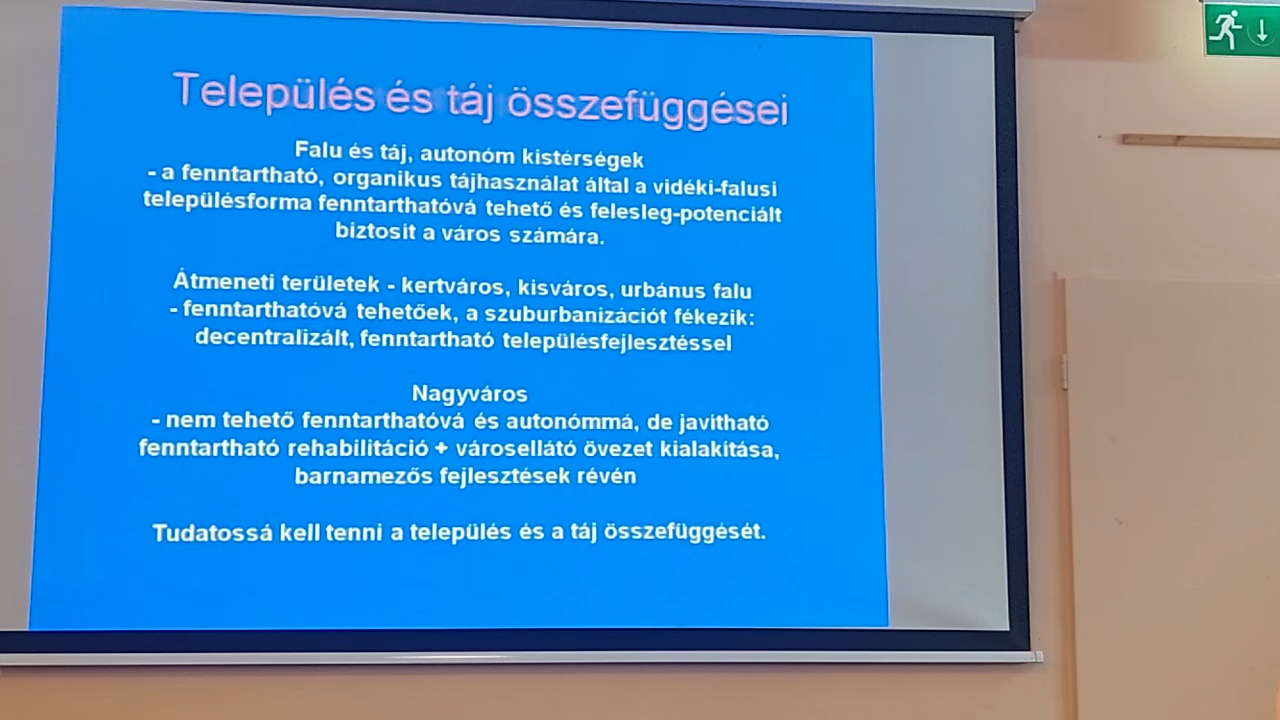 Település és táj összefüggései
Falu és táj, autonóm kistérségek
- a fenntartható, organikus tájhasználat által a vidéki-falusi
településforma fenntarthatóvá tehető és felesleg-potenciált
biztosit a város számára.
Átmeneti területek - kertváros, kisváros, urbánus falu
- fenntarthatóvá tehetőek, a szuburbanizációt fékezik:
decentralizált, fenntartható településfejlesztéssel
Nagyváros
- nem tehető fenntarthatóvá és autonómmá, de javitható
fenntartható rehabilitáció + városellátó övezet kialakitása,
barnamezős fejlesztések révén
Tudatossá kell tenni a település és a táj összefüggését.